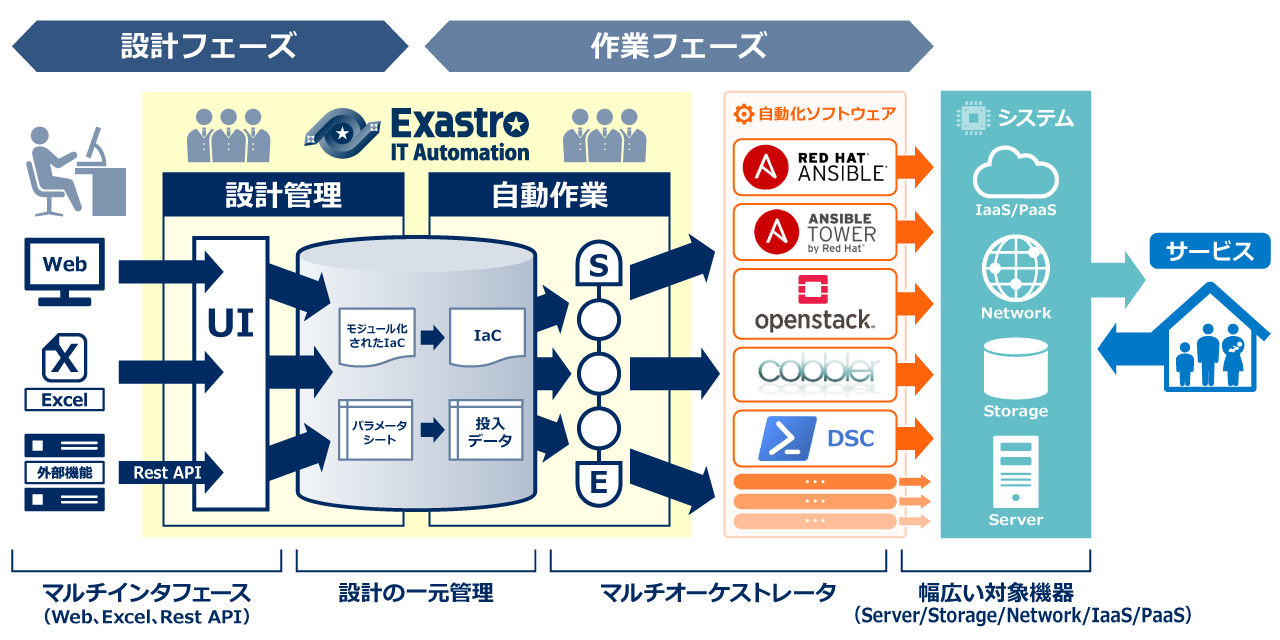 設計フェーズ
作業フェーズ
Exastro
IT Automation
設計管理
自動作業
Web
X
Excel
外部機能
Rest API
UI
モジュール化
されたIaC
IaC
パラメータ
シート
投入
データ
S
E
自動化ソフトウェア
A
RED HAT®
ANSIBLE®
A
ANSIBLE
TOWER
by Red Hat®
openstack™
cobbler
DSC
...
...
...
システム
IaaS/PaaS
Network
Storage
Server
サービス
マルチインタフェース
(Web、Excel、Rest API)
設計の一元管理
マルチオーケストレータ
幅広い対象機器
(Server/Storage/Network/IaaS/PaaS)